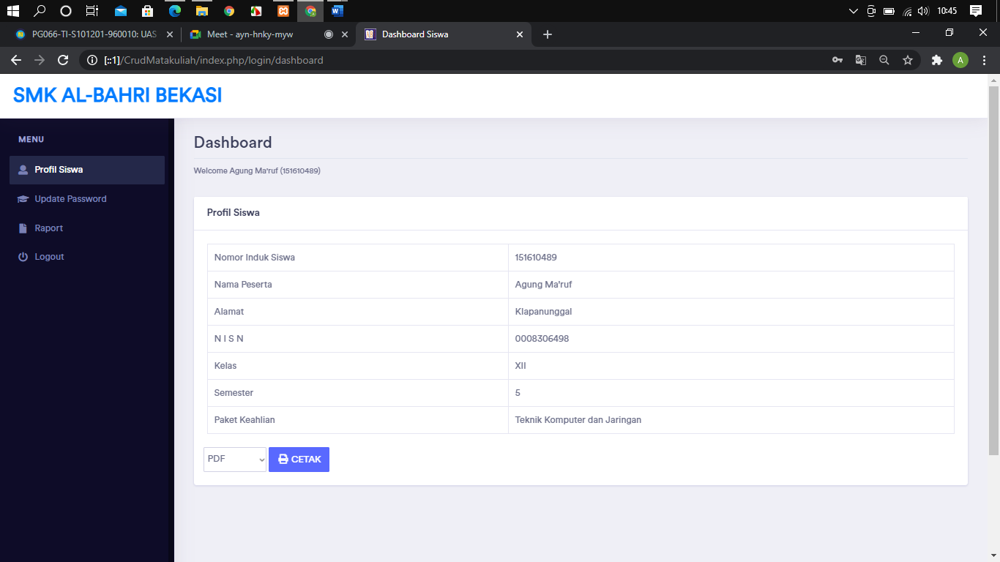 10:45
PG066-TI-S101201-960010: UAS
Meet - ayn-hnky-myw
Dashboard Siswa
[::1]/CrudMatakuliah/index.php/login/dashboard
A
SMK AL-BAHRI BEKASI
MENU
Profil Siswa
Update Password
Raport
Logout
Dashboard
Welcome Agung Ma'ruf (151610489)
Profil Siswa
Nomor Induk Siswa 151610489
Nama Peserta Agung Ma'ruf
Alamat Klapanunggal
N I S N 0008306498
Kelas XII
Semester 5
Paket Keahlian Teknik Komputer dan Jaringan
PDF CETAK